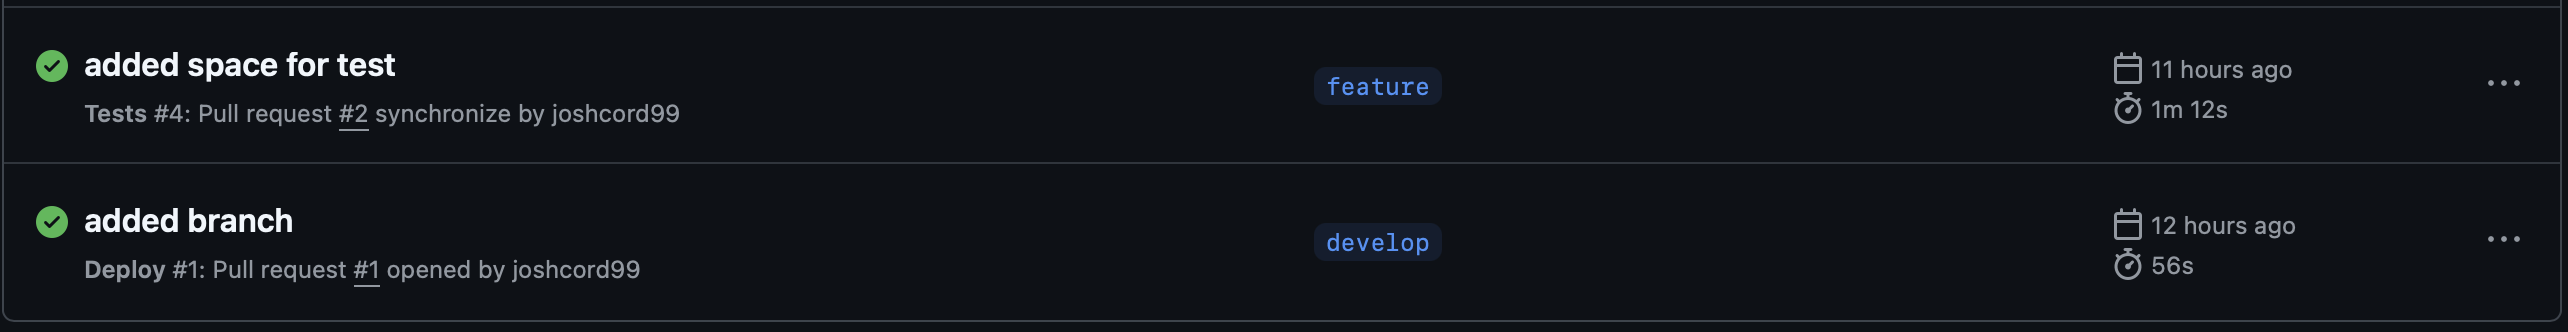 added space for test
Tests #4: Pull request #2 synchronize by joshcord99
feature
11 hours ago
1m 12s
added branch
Deploy #1: Pull request #1 opened by joshcord99
develop
12 hours ago
56s